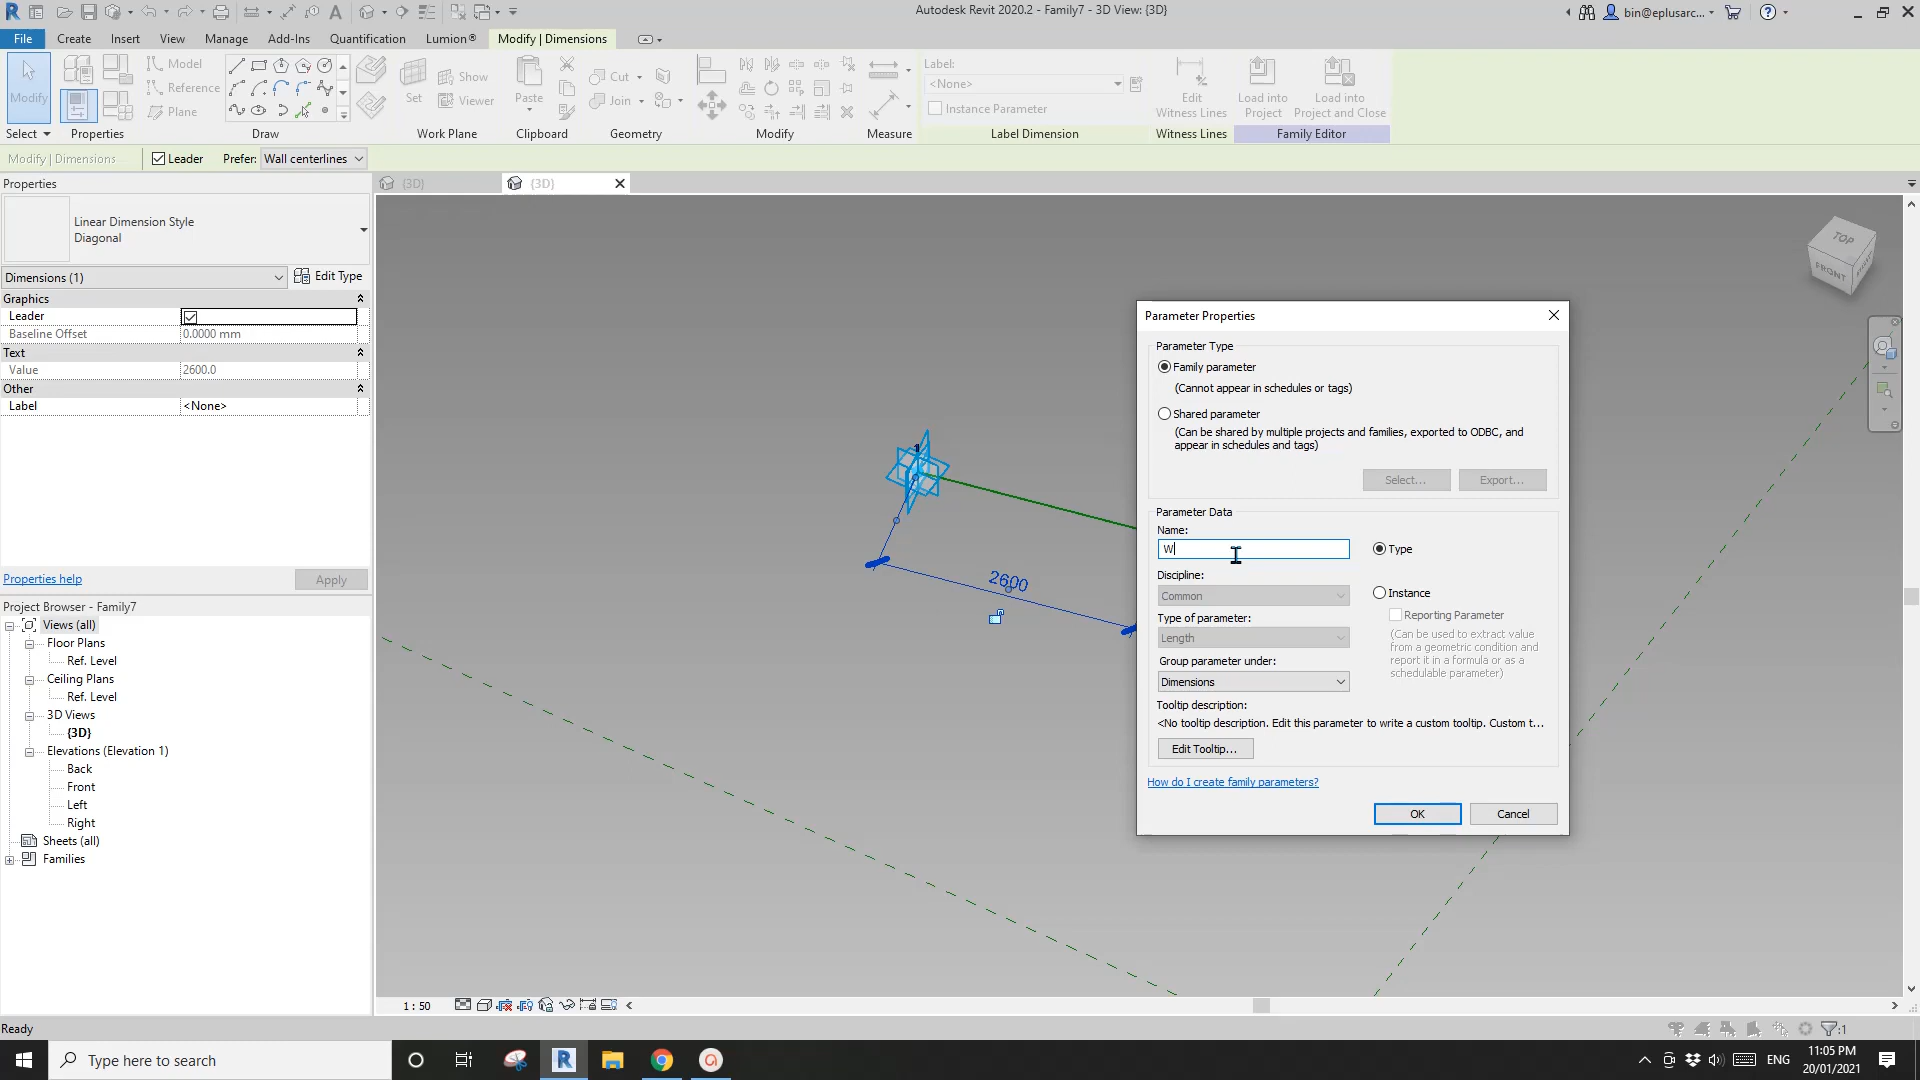 Autodesk Revit 2020.2 - Family7 - 3D View: {3D}
bin@eplusarc...
File Create Insert View Manage Add-Ins Quantification Lumion® Modify | Dimensions
Modify
Select
Properties
Model
Reference
Plane
Draw
Set
Show
Viewer
Work Plane
Paste
Clipboard
Cut
Join
Geometry
Modify
Measure
Label:
<None>
Instance Parameter
Label Dimension
Edit
Witness Lines
Witness Lines
Load into
Project
Load into
Project and Close
Family Editor
Modify | Dimensions
Leader
Prefer: Wall centerlines
Properties
Linear Dimension Style
Diagonal
Dimensions (1)
Edit Type
Graphics
Leader
Baseline Offset 0.0000 mm
Text
Value 2600.0
Other
Label <None>
Properties help
Apply
Project Browser - Family7
Views (all)
Floor Plans
Ref. Level
Ceiling Plans
Ref. Level
3D Views
{3D}
Elevations (Elevation 1)
Back
Front
Left
Right
Sheets (all)
Families
{3D}
{3D}
TOP
FRONT
1
2600
Parameter Properties
Parameter Type
Family parameter
(Cannot appear in schedules or tags)
Shared parameter
(Can be shared by multiple projects and families, exported to ODBC, and
appear in schedules and tags)
Select...
Export...
Parameter Data
Name:
W
Type
Discipline:
Common
Instance
Reporting Parameter
(Can be used to extract value
from a geometric condition and
report it in a formula or as a
schedulable parameter)
Type of parameter:
Length
Group parameter under:
Dimensions
Tooltip description:
<No tooltip description. Edit this parameter to write a custom tooltip. Custom t...
Edit Tooltip...
How do I create family parameters?
OK
Cancel
1 : 50
Ready
:1
Type here to search
ENG
11:05 PM
20/01/2021